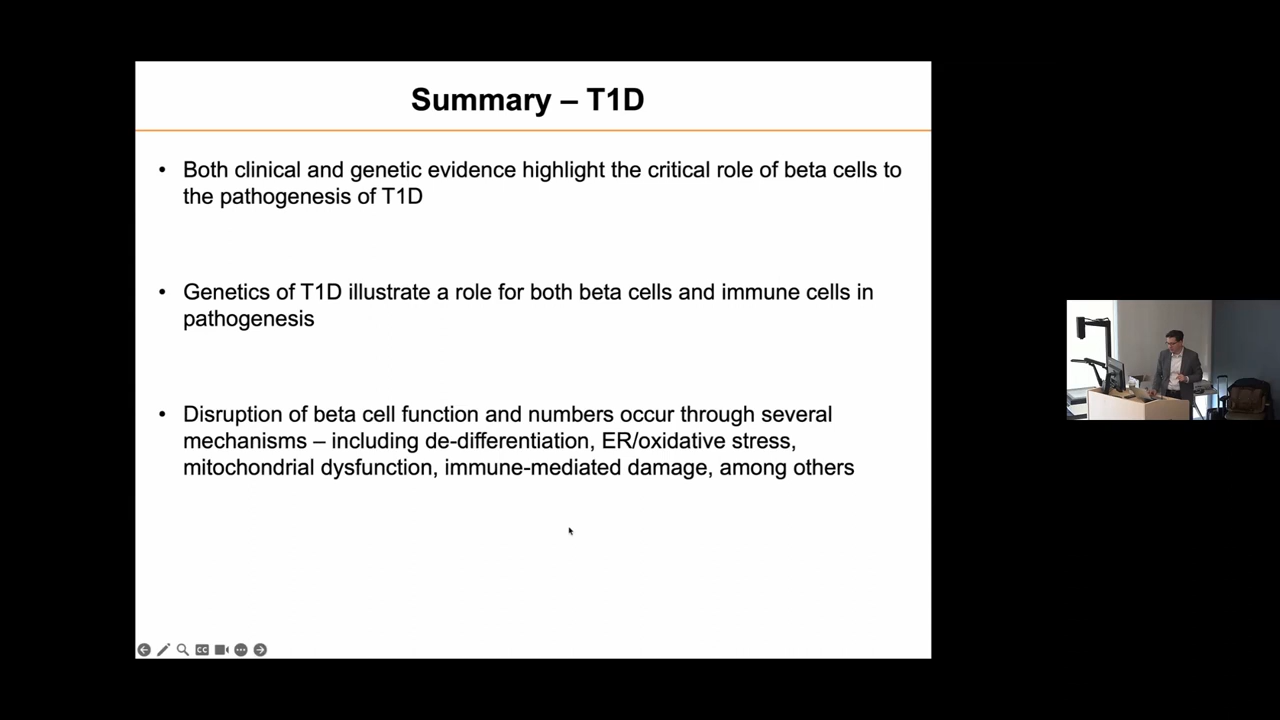 Summary – T1D
• Both clinical and genetic evidence highlight the critical role of beta cells to
the pathogenesis of T1D
• Genetics of T1D illustrate a role for both beta cells and immune cells in
pathogenesis
• Disruption of beta cell function and numbers occur through several
mechanisms – including de-differentiation, ER/oxidative stress,
mitochondrial dysfunction, immune-mediated damage, among others
CC